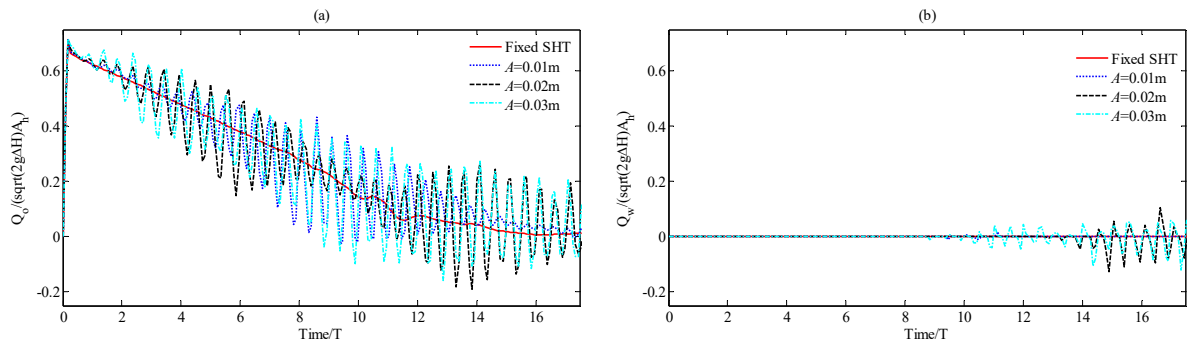 (a)
Fixed SHT
A=0.01m
A=0.02m
A=0.03m
0.6
0.4
0.2
0
-0.2
Q_o/(sqrt(2gΔH)A_h)
0 2 4 6 8 10 12 14 16
Time/T
(b)
Fixed SHT
A=0.01m
A=0.02m
A=0.03m
0.6
0.4
0.2
0
-0.2
Q_w/(sqrt(2gΔH)A_h)
0 2 4 6 8 10 12 14 16
Time/T